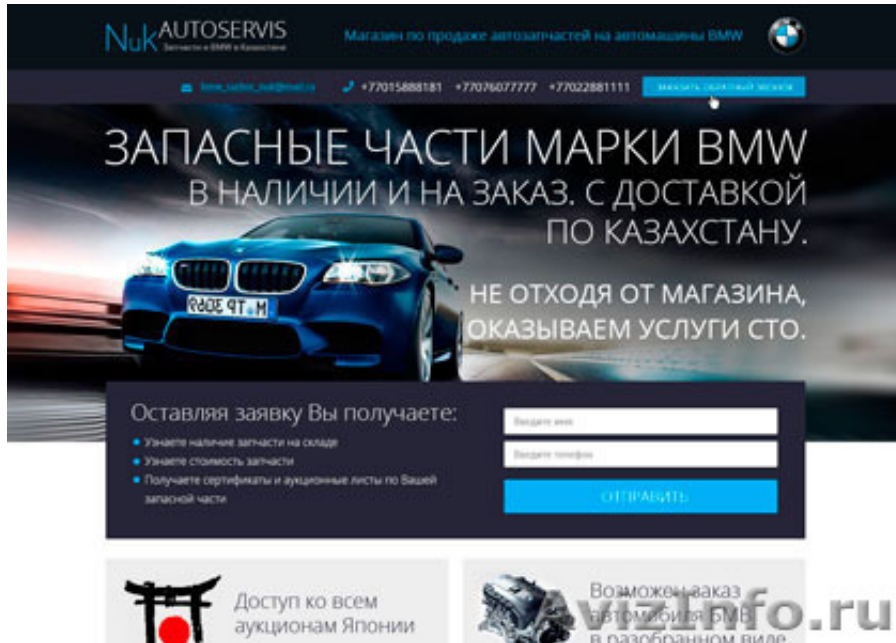 NUK AUTOSERVIS
Запчасти к BMW в Казахстане
Магазин по продаже автозапчастей на автомашины BMW
+77015888181 +77076077777 +77022881111
ЗАКАЗАТЬ ОБРАТНЫЙ ЗВОНОК
ЗАПАСНЫЕ ЧАСТИ МАРКИ BMW
В НАЛИЧИИ И НА ЗАКАЗ. С ДОСТАВКОЙ
ПО КАЗАХСТАНУ.
НЕ ОТХОДЯ ОТ МАГАЗИНА,
ОКАЗЫВАЕМ УСЛУГИ СТО.
Оставляя заявку Вы получаете:
Узнаете наличие запчасти на складе
Узнаете стоимость запчасти
Получаете сертификаты и аукционные листы по Вашей
запасной части
Введите имя
Введите телефон
ОТПРАВИТЬ
Доступ ко всем
аукционам Японии
Возможен заказ
автомобиля БМВ
в разобранном виде
AvizInfo.ru